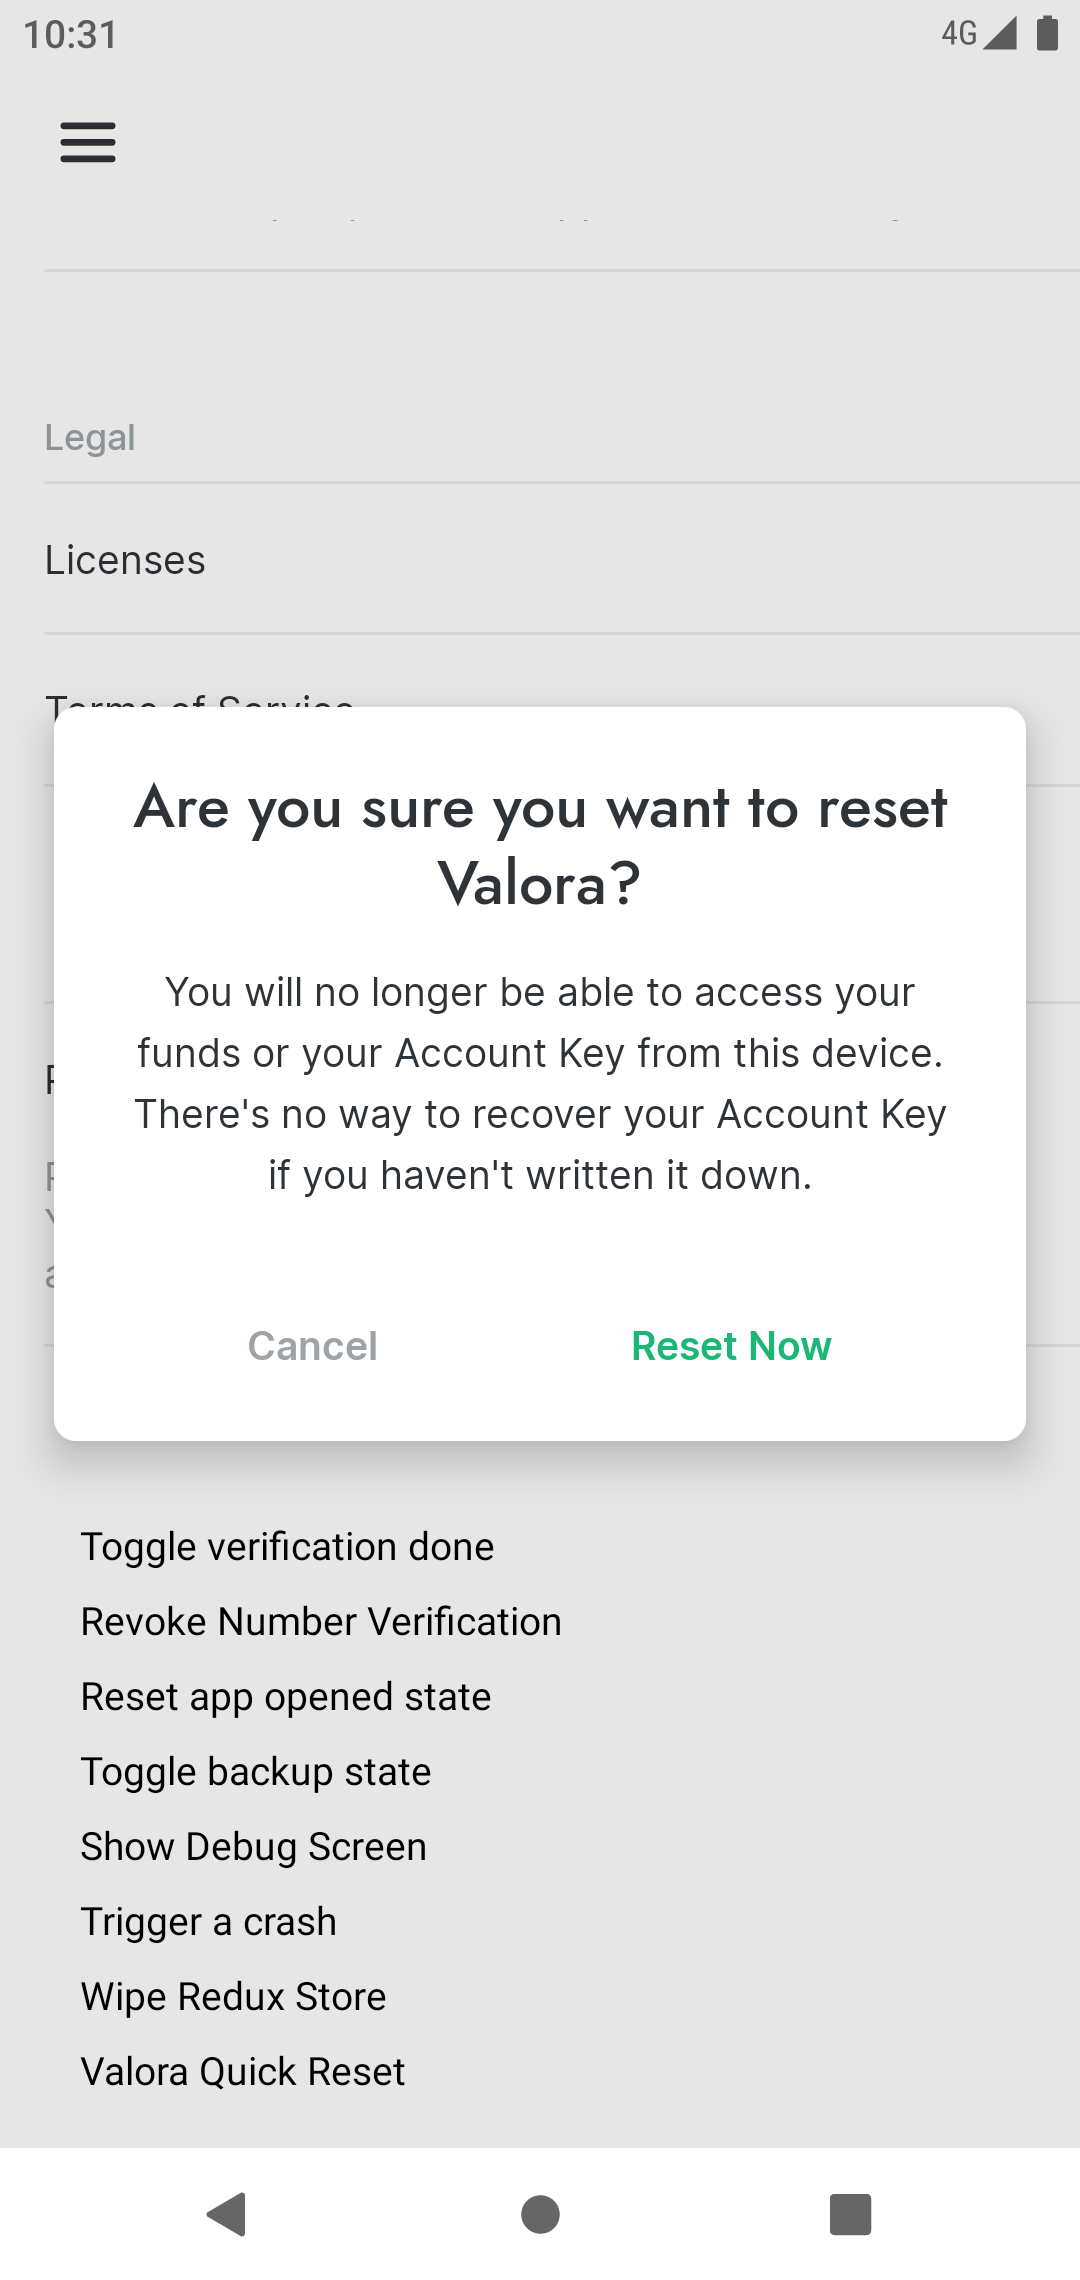 10:31
4G
Legal
Licenses
Terms of Service
Are you sure you want to reset
Valora?
You will no longer be able to access your
funds or your Account Key from this device.
There's no way to recover your Account Key
if you haven't written it down.
Cancel
Reset Now
Toggle verification done
Revoke Number Verification
Reset app opened state
Toggle backup state
Show Debug Screen
Trigger a crash
Wipe Redux Store
Valora Quick Reset